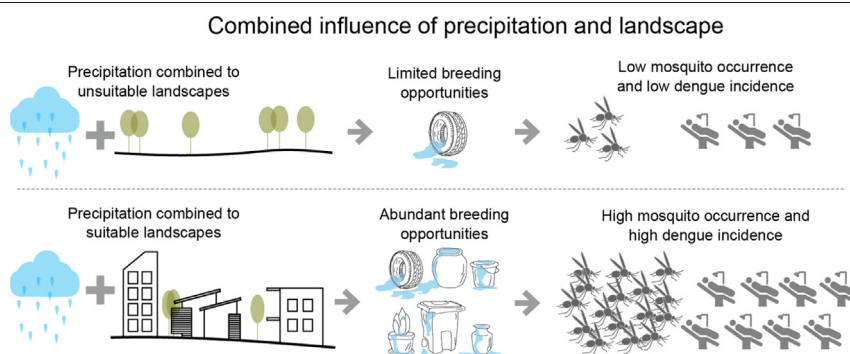 Combined influence of precipitation and landscape
Precipitation combined to
unsuitable landscapes
Limited breeding
opportunities
Low mosquito occurrence
and low dengue incidence
Precipitation combined to
suitable landscapes
Abundant breeding
opportunities
High mosquito occurrence and
high dengue incidence